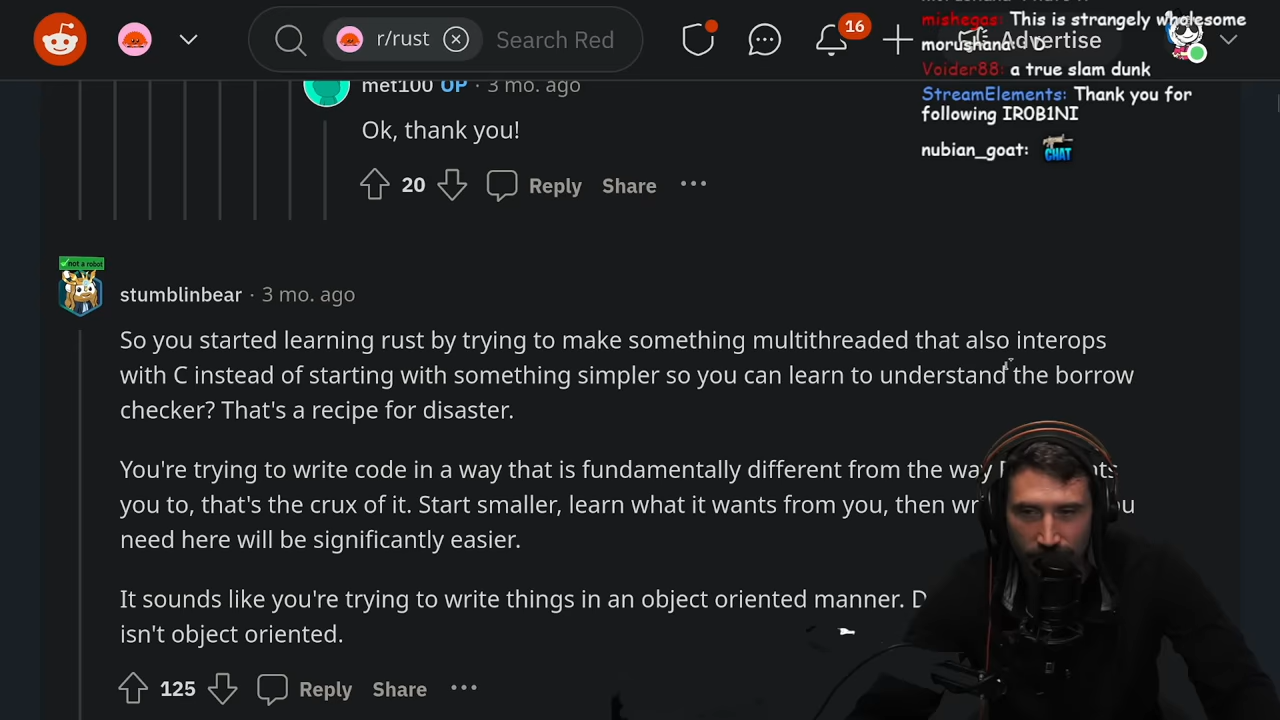 r/rust
Search Red
16
Advertise
mishegas: This is strangely wholesome
morushana: :D
Voider88: a true slam dunk
StreamElements: Thank you for
following IR0B1NI
nubian_goat:
CHAT
met100 OP · 3 mo. ago
Ok, thank you!
20 Reply Share
not a robot
stumblinbear · 3 mo. ago
So you started learning rust by trying to make something multithreaded that also interops
with C instead of starting with something simpler so you can learn to understand the borrow
checker? That's a recipe for disaster.
You're trying to write code in a way that is fundamentally different from the way
you to, that's the crux of it. Start smaller, learn what it wants from you, then
need here will be significantly easier.
It sounds like you're trying to write things in an object oriented manner.
isn't object oriented.
125 Reply Share